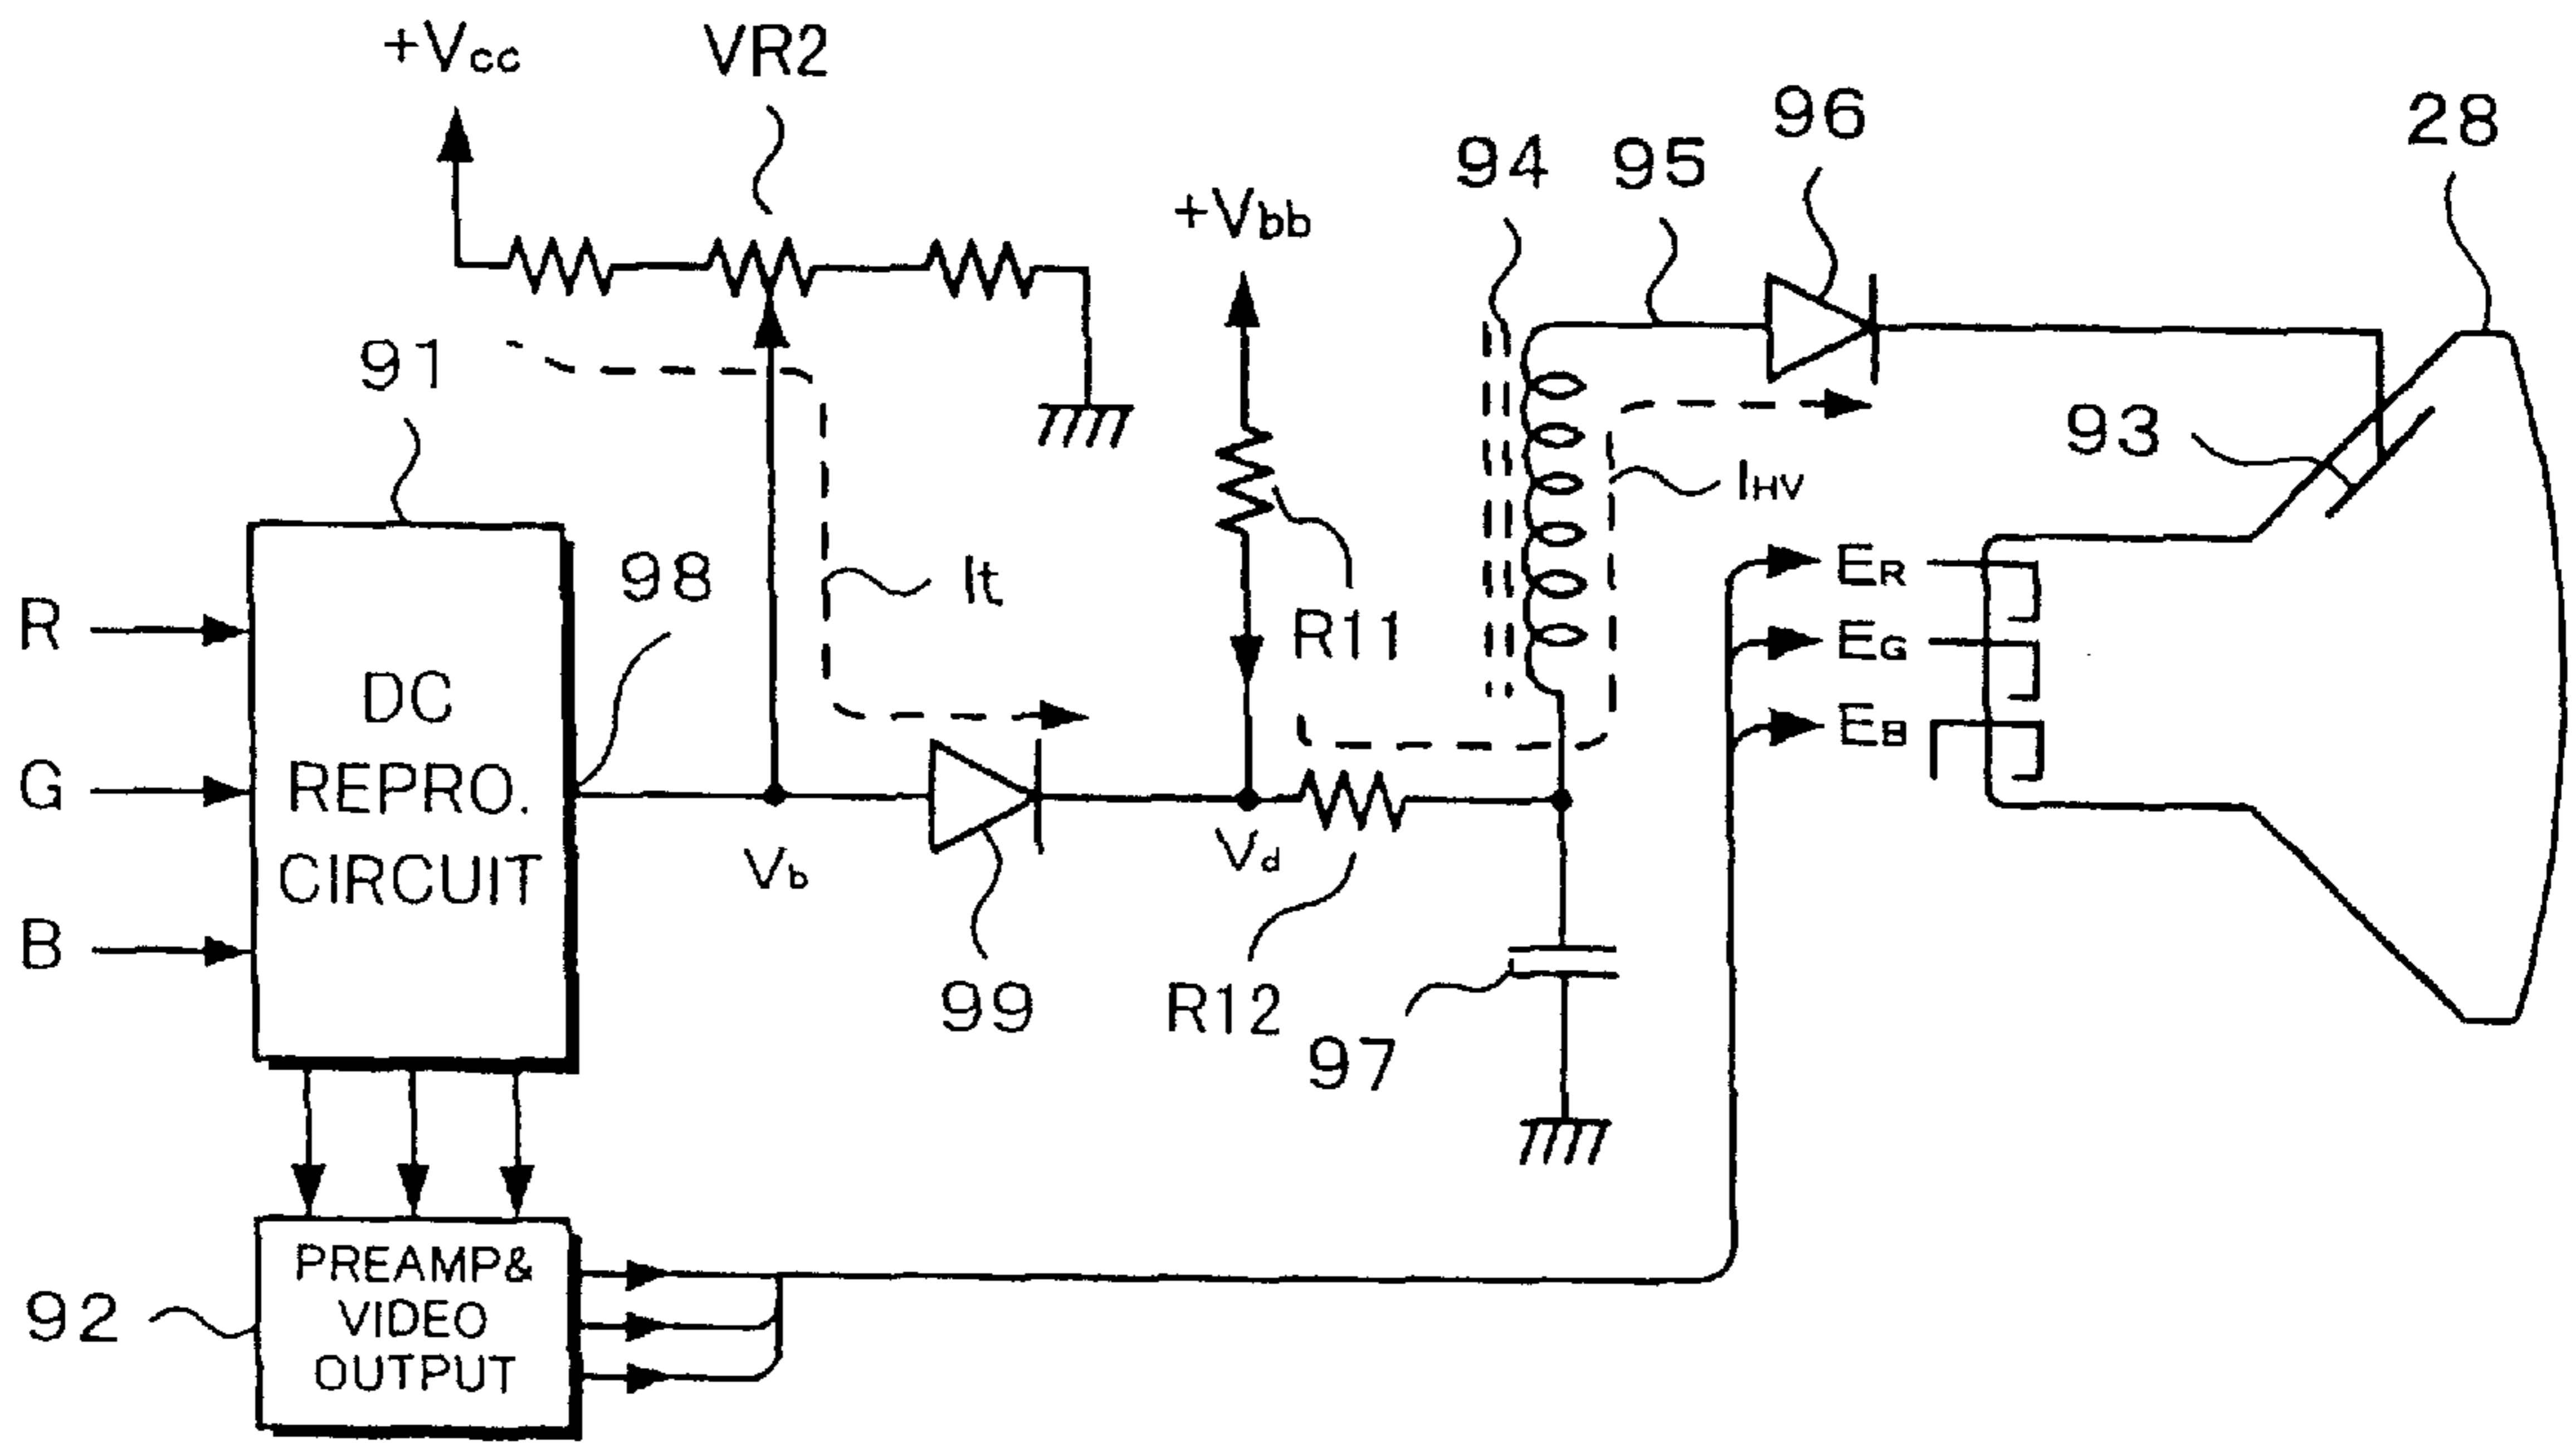 +Vcc
VR2
96
28
94
95
+Vbb
91
93
IHV
98
It
ER
R
R11
EG
DC
REPRO.
CIRCUIT
EB
G
Vb
Vd
B
99
R12
97
PREAMP&
VIDEO
OUTPUT
92